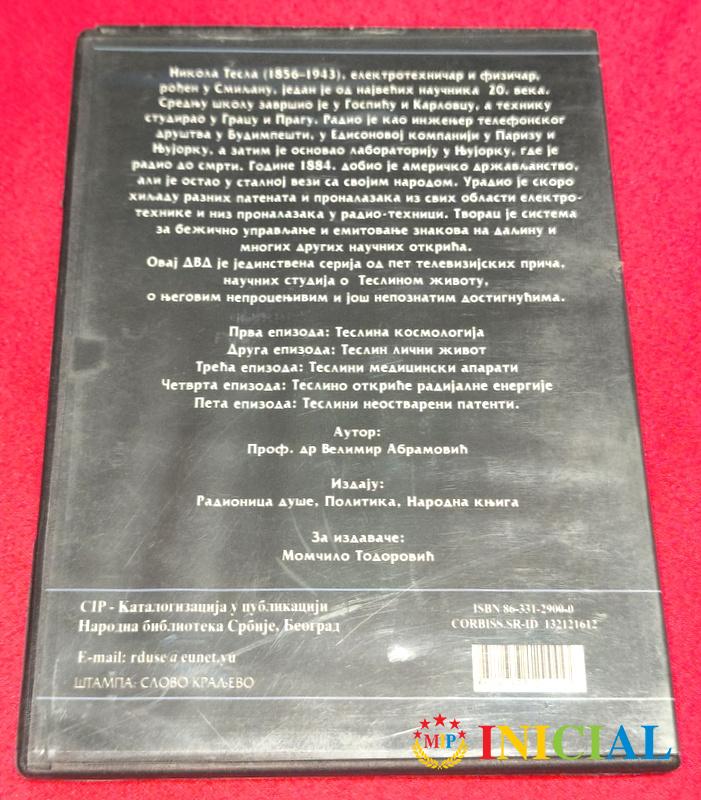 Никола Тесла (1856-1943), електротехничар и физичар,
рођен у Смиљану, један је од највећих научника 20. века.
Средњу школу завршио је у Госпићу и Карловцу, а технику
студирао у Грацу и Прагу. Радио је као инжењер телефонског
друштва у Будимпешти, у Едисоновој компанији у Паризу и
Њујорку, а затим је основао лабораторију у Њујорку, где је
радио до смрти. Године 1884. добио је америчко држављанство,
али је остао у сталној вези са својим народом. Урадио је скоро
хиљаду разних патената и проналазака из свих области електро-
технике и низ проналазака у радио-техници. Творац је система
за бежично управљање и емитовање знакова на даљину и
многих других научних открића.
Овај ДВД је јединствена серија од пет телевизијских прича,
научних студија о Теслином животу,
о његовим непроцењивим и још непознатим достигнућима.
Прва епизода: Теслина космологија
Друга епизода: Теслин лични живот
Трећа епизода: Теслини медицински апарати
Четврта епизода: Теслино откриће радијалне енергије
Пета епизода: Теслини неостварени патенти.
Аутор:
Проф. др Велимир Абрамовић
Издају:
Радионица душе, Политика, Народна књига
За издаваче:
Момчило Тодоровић
CIP - Каталогизација у публикацији
Народна библиотека Србије, Београд
E-mail: rduse@eunet.yu
ШТАМПА: СЛОВО КРАЉЕВО
ISBN 86-331-2900-0
CORBISS.SR-ID 132121612
MJP INICIAL